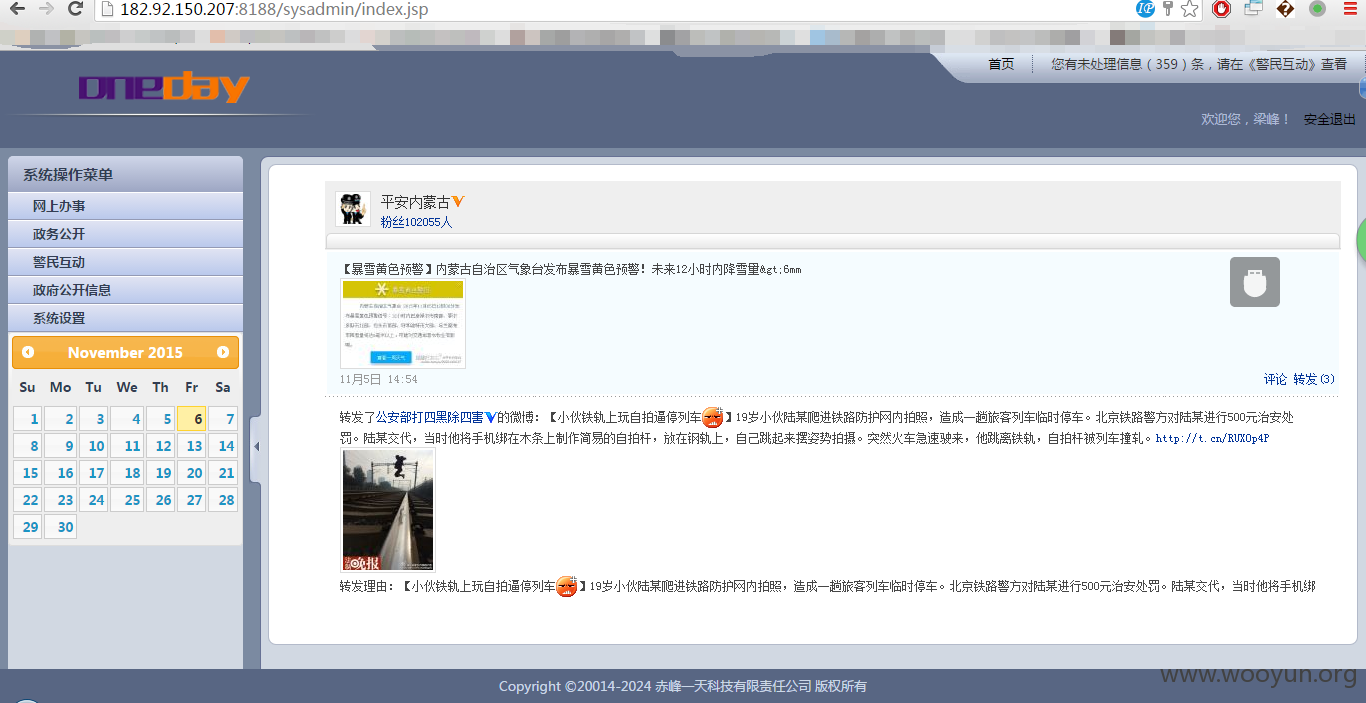 182.92.150.207:8188/sysadmin/index.jsp
首页
您有未处理信息（359）条，请在《警民互动》查看
oneday
欢迎您，梁峰！ 安全退出
系统操作菜单
网上办事
政务公开
警民互动
政府公开信息
系统设置
November 2015
Su Mo Tu We Th Fr Sa
1 2 3 4 5 6 7
8 9 10 11 12 13 14
15 16 17 18 19 20 21
22 23 24 25 26 27 28
29 30
平安内蒙古
粉丝102055人
【暴雪黄色预警】内蒙古自治区气象台发布暴雪黄色预警！未来12小时内降雪量&gt;6mm
11月5日 14:54
评论 转发(3)
转发了公安部打四黑除四害的微博：【小伙铁轨上玩自拍逼停列车】19岁小伙陆某爬进铁路防护网内拍照，造成一趟旅客列车临时停车。北京铁路警方对陆某进行500元治安处
罚。陆某交代，当时他将手机绑在木条上制作简易的自拍杆，放在钢轨上，自己跳起来摆姿势拍摄。突然火车急速驶来，他跳离铁轨，自拍杆被列车撞轧。http://t.cn/RUXOp4P
晚报
转发理由：【小伙铁轨上玩自拍逼停列车】19岁小伙陆某爬进铁路防护网内拍照，造成一趟旅客列车临时停车。北京铁路警方对陆某进行500元治安处罚。陆某交代，当时他将手机绑
Copyright ©20014-2024 赤峰一天科技有限责任公司 版权所有
www.wooyun.org